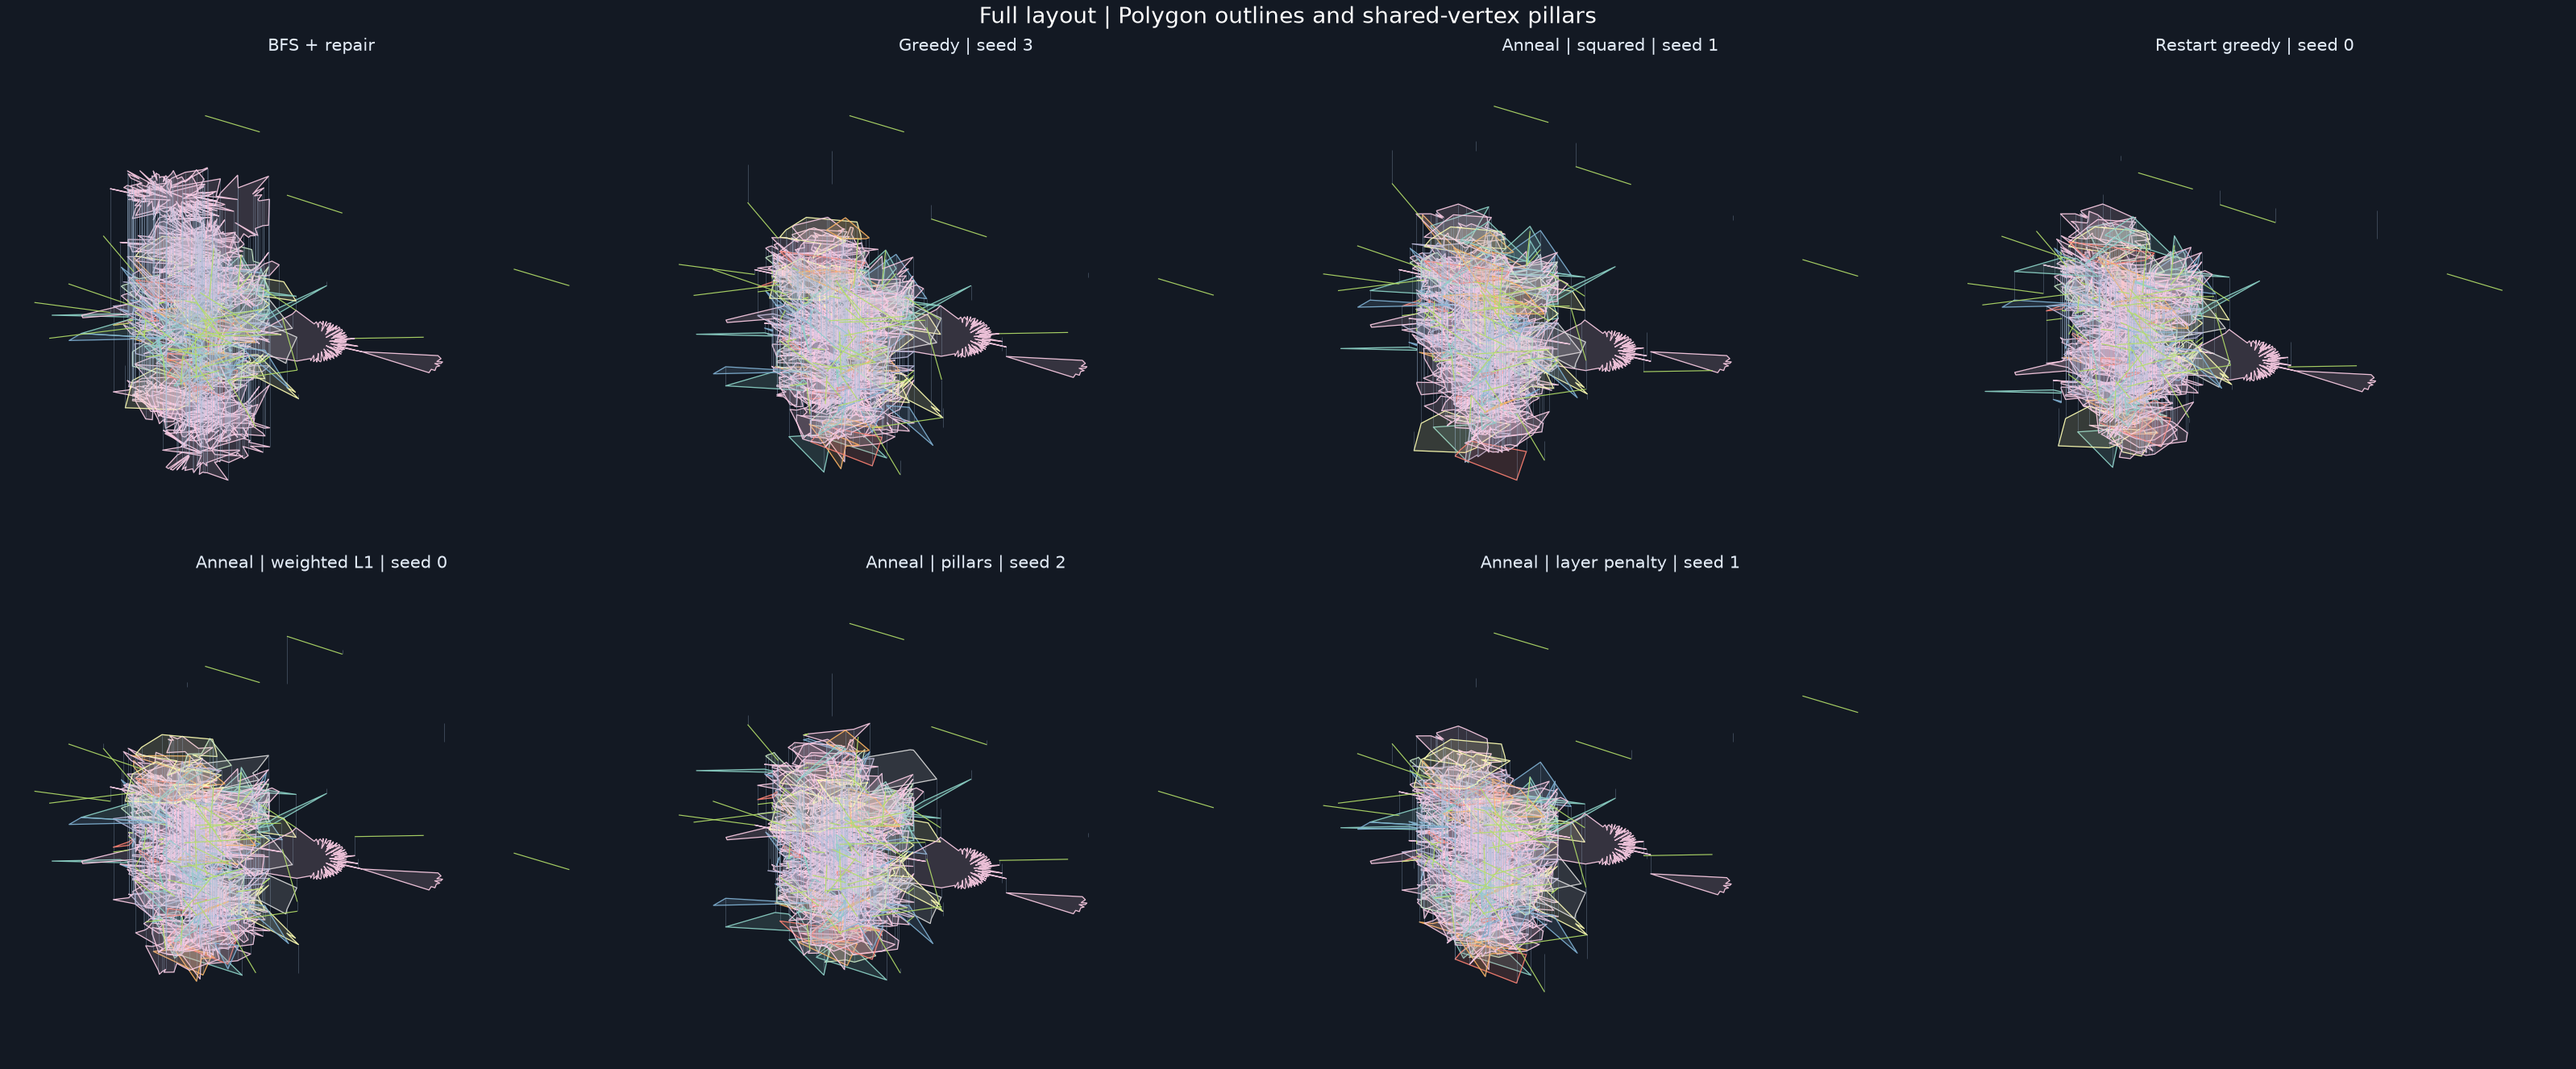 Full layout | Polygon outlines and shared-vertex pillars
BFS + repair
Greedy | seed 3
Anneal | squared | seed 1
Restart greedy | seed 0
Anneal | weighted L1 | seed 0
Anneal | pillars | seed 2
Anneal | layer penalty | seed 1